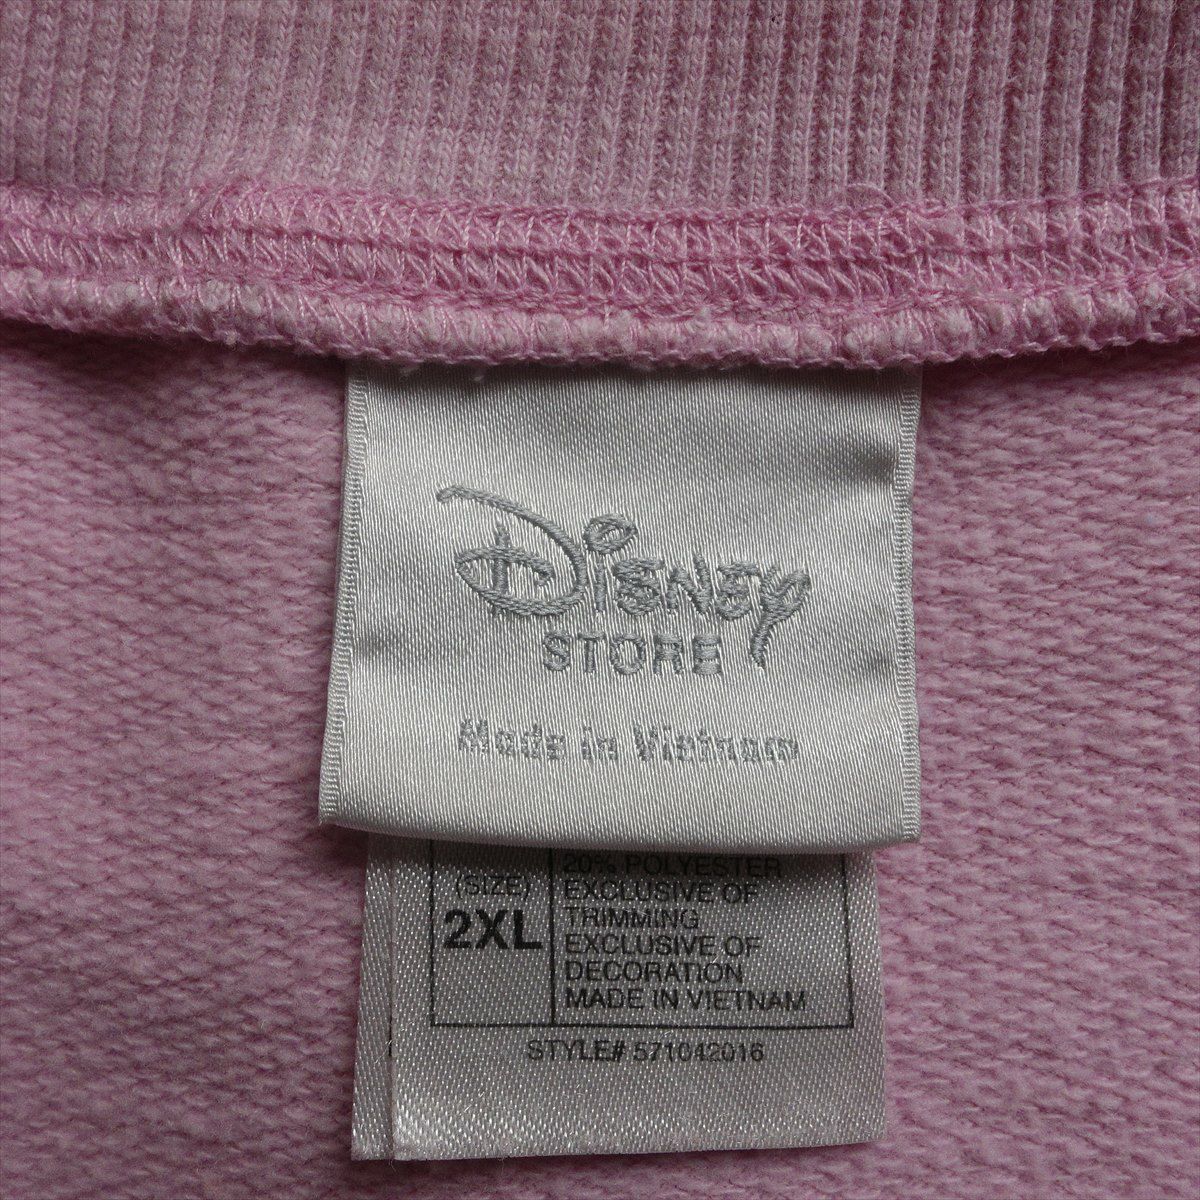 Disney
STORE
Made in Vietnam
20% POLYESTER
(SIZE)
EXCLUSIVE OF
2XL
TRIMMING
EXCLUSIVE OF
DECORATION
MADE IN VIETNAM
STYLE# 571042016